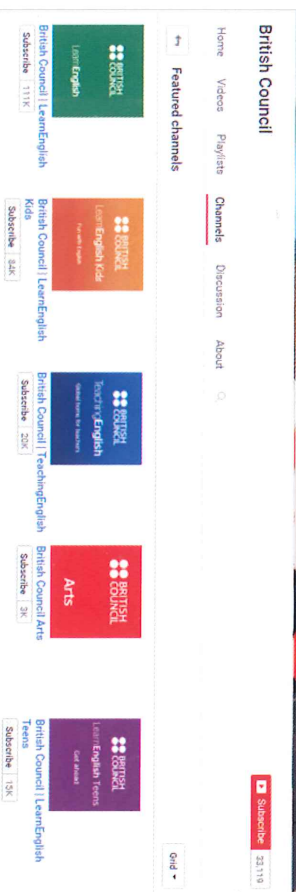 British Council
Subscribe 33,119
Home Videos Playlists Channels Discussion About
Featured channels
Grid
BRITISH COUNCIL
LearnEnglish
British Council | LearnEnglish
Subscribe 111K
BRITISH COUNCIL
LearnEnglish Kids
Fun with English
British Council | LearnEnglish
Kids
Subscribe 84K
BRITISH COUNCIL
TeachingEnglish
Global home for teachers
British Council | TeachingEnglish
Subscribe 20K
BRITISH COUNCIL
Arts
British Council Arts
Subscribe 3K
BRITISH COUNCIL
LearnEnglish Teens
Get ahead
British Council | LearnEnglish
Teens
Subscribe 15K